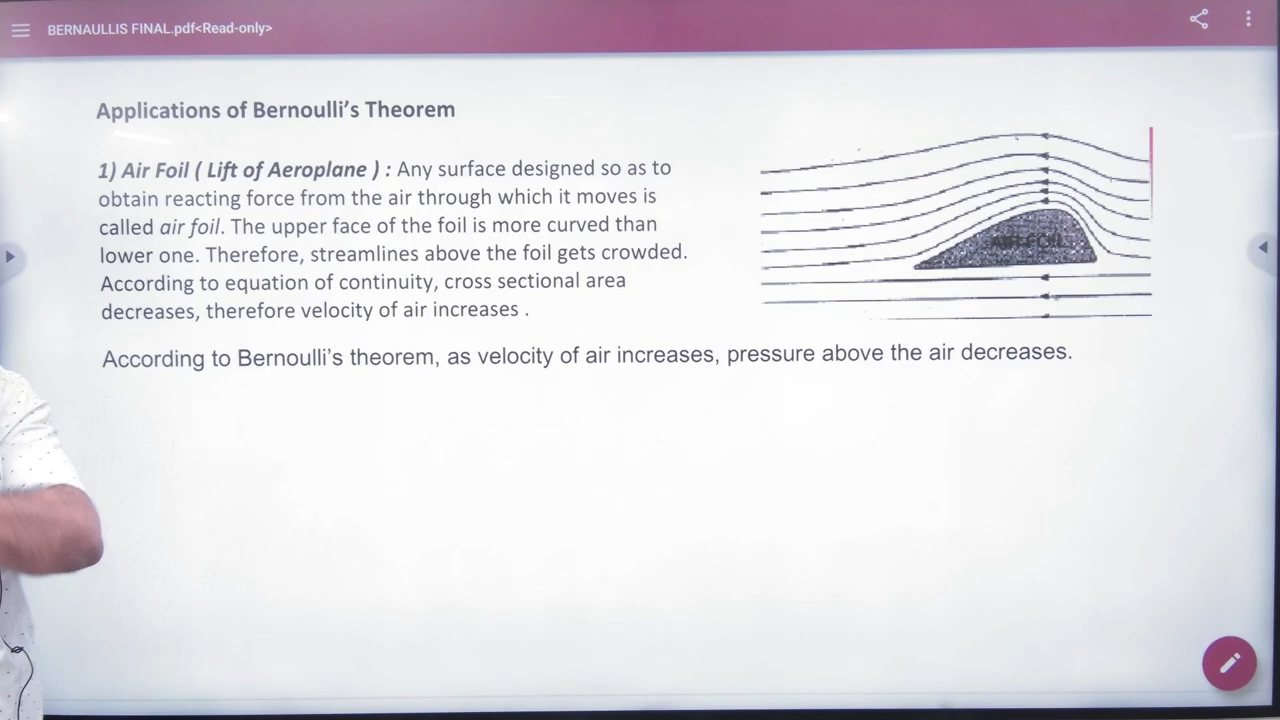 BERNAULLIS FINAL.pdf<Read-only>
Applications of Bernoulli's Theorem
1) Air Foil ( Lift of Aeroplane ) : Any surface designed so as to
obtain reacting force from the air through which it moves is
called air foil. The upper face of the foil is more curved than
lower one. Therefore, streamlines above the foil gets crowded.
According to equation of continuity, cross sectional area
decreases, therefore velocity of air increases .
AIR FOIL
According to Bernoulli's theorem, as velocity of air increases, pressure above the air decreases.